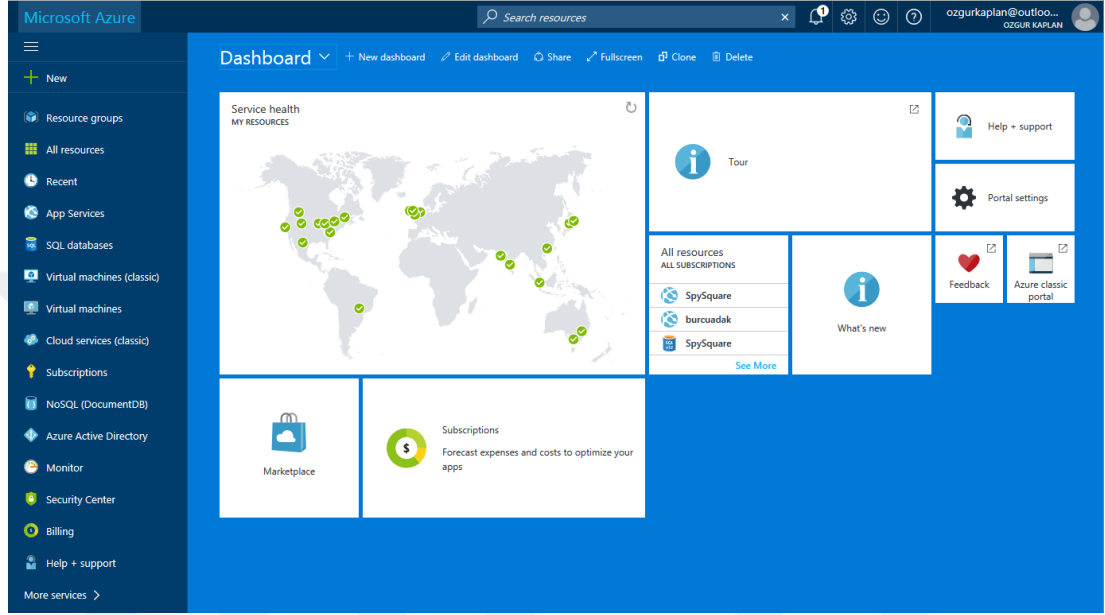 Microsoft Azure
Search resources
1
ozgurkaplan@outloo...
OZGUR KAPLAN
New
Resource groups
All resources
Recent
App Services
SQL databases
Virtual machines (classic)
Virtual machines
Cloud services (classic)
Subscriptions
NoSQL (DocumentDB)
Azure Active Directory
Monitor
Security Center
Billing
Help + support
More services
Dashboard
New dashboard
Edit dashboard
Share
Fullscreen
Clone
Delete
Service health
MY RESOURCES
Tour
Help + support
Portal settings
All resources
ALL SUBSCRIPTIONS
SpySquare
burcuadak
SpySquare
See More
What's new
Feedback
Azure classic
portal
Marketplace
Subscriptions
Forecast expenses and costs to optimize your
apps